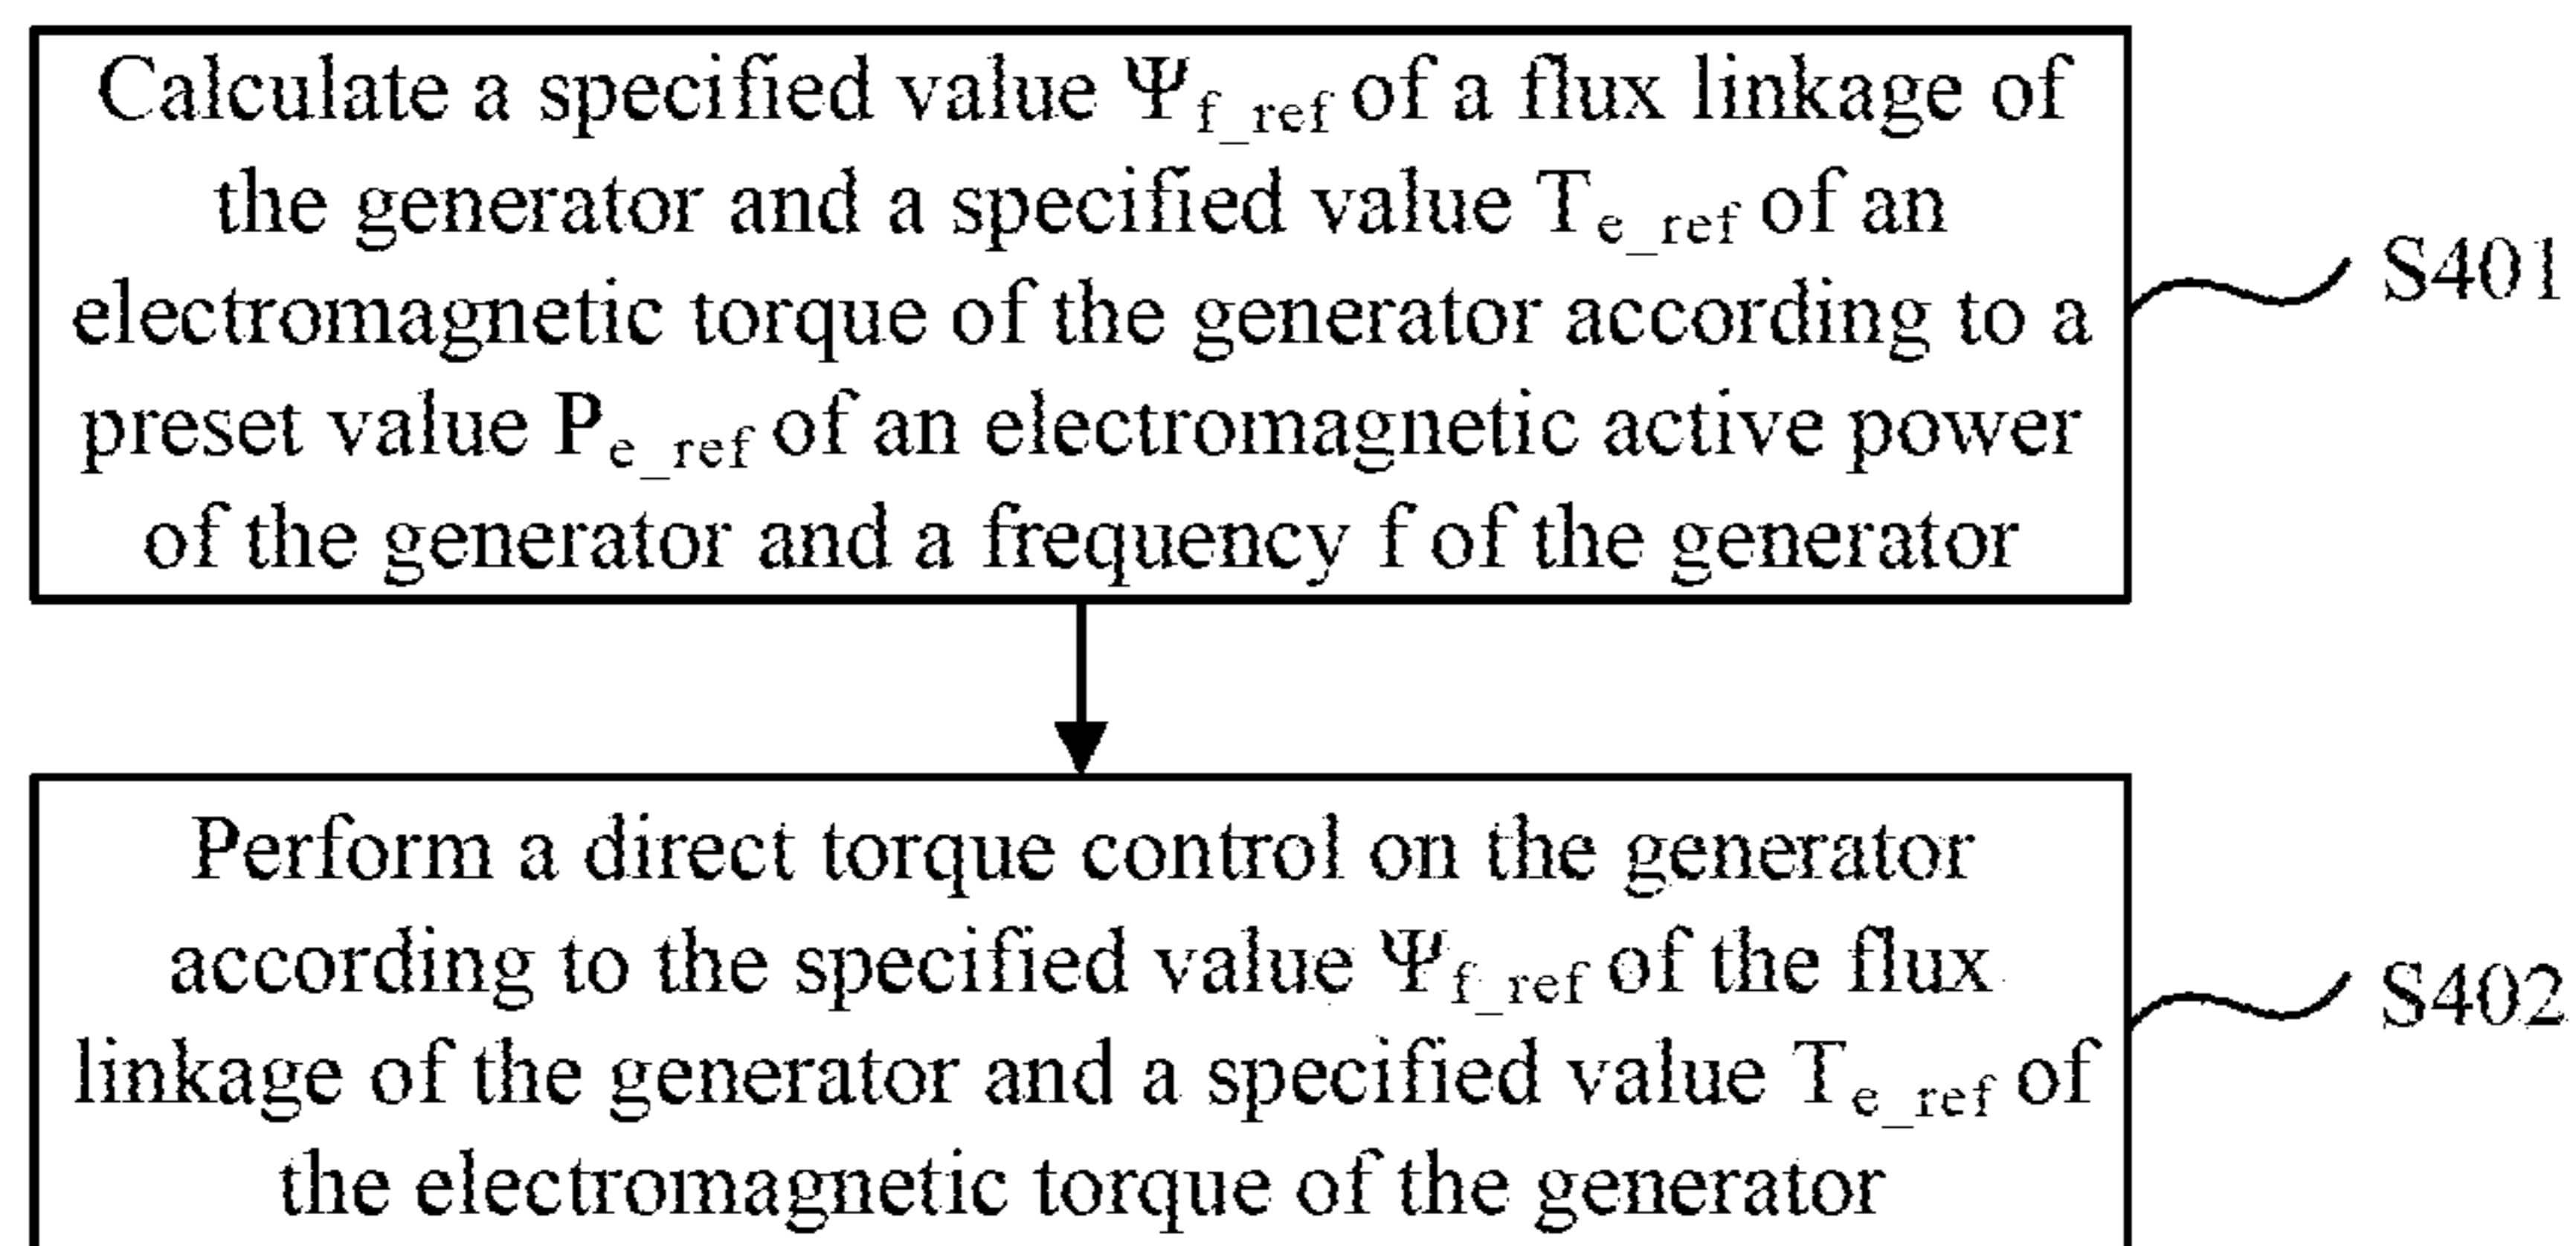 Calculate a specified value Ψf_ref of a flux linkage of
the generator and a specified value Te_ref of an
electromagnetic torque of the generator according to a
preset value Pe_ref of an electromagnetic active power
of the generator and a frequency f of the generator
S401
Perform a direct torque control on the generator
according to the specified value Ψf_ref of the flux
linkage of the generator and a specified value Te_ref of
the electromagnetic torque of the generator
S402